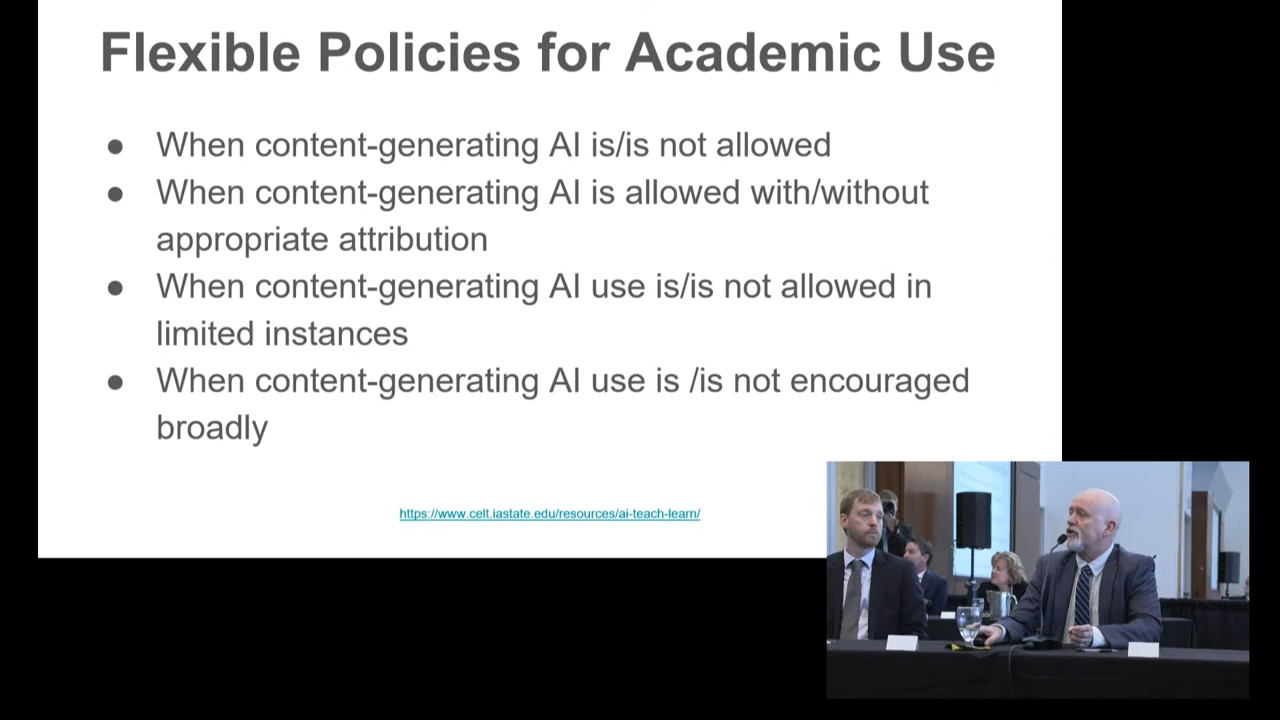 Flexible Policies for Academic Use
● When content-generating AI is/is not allowed
● When content-generating AI is allowed with/without
appropriate attribution
● When content-generating AI use is/is not allowed in
limited instances
● When content-generating AI use is /is not encouraged
broadly
https://www.celt.iastate.edu/resources/ai-teach-learn/